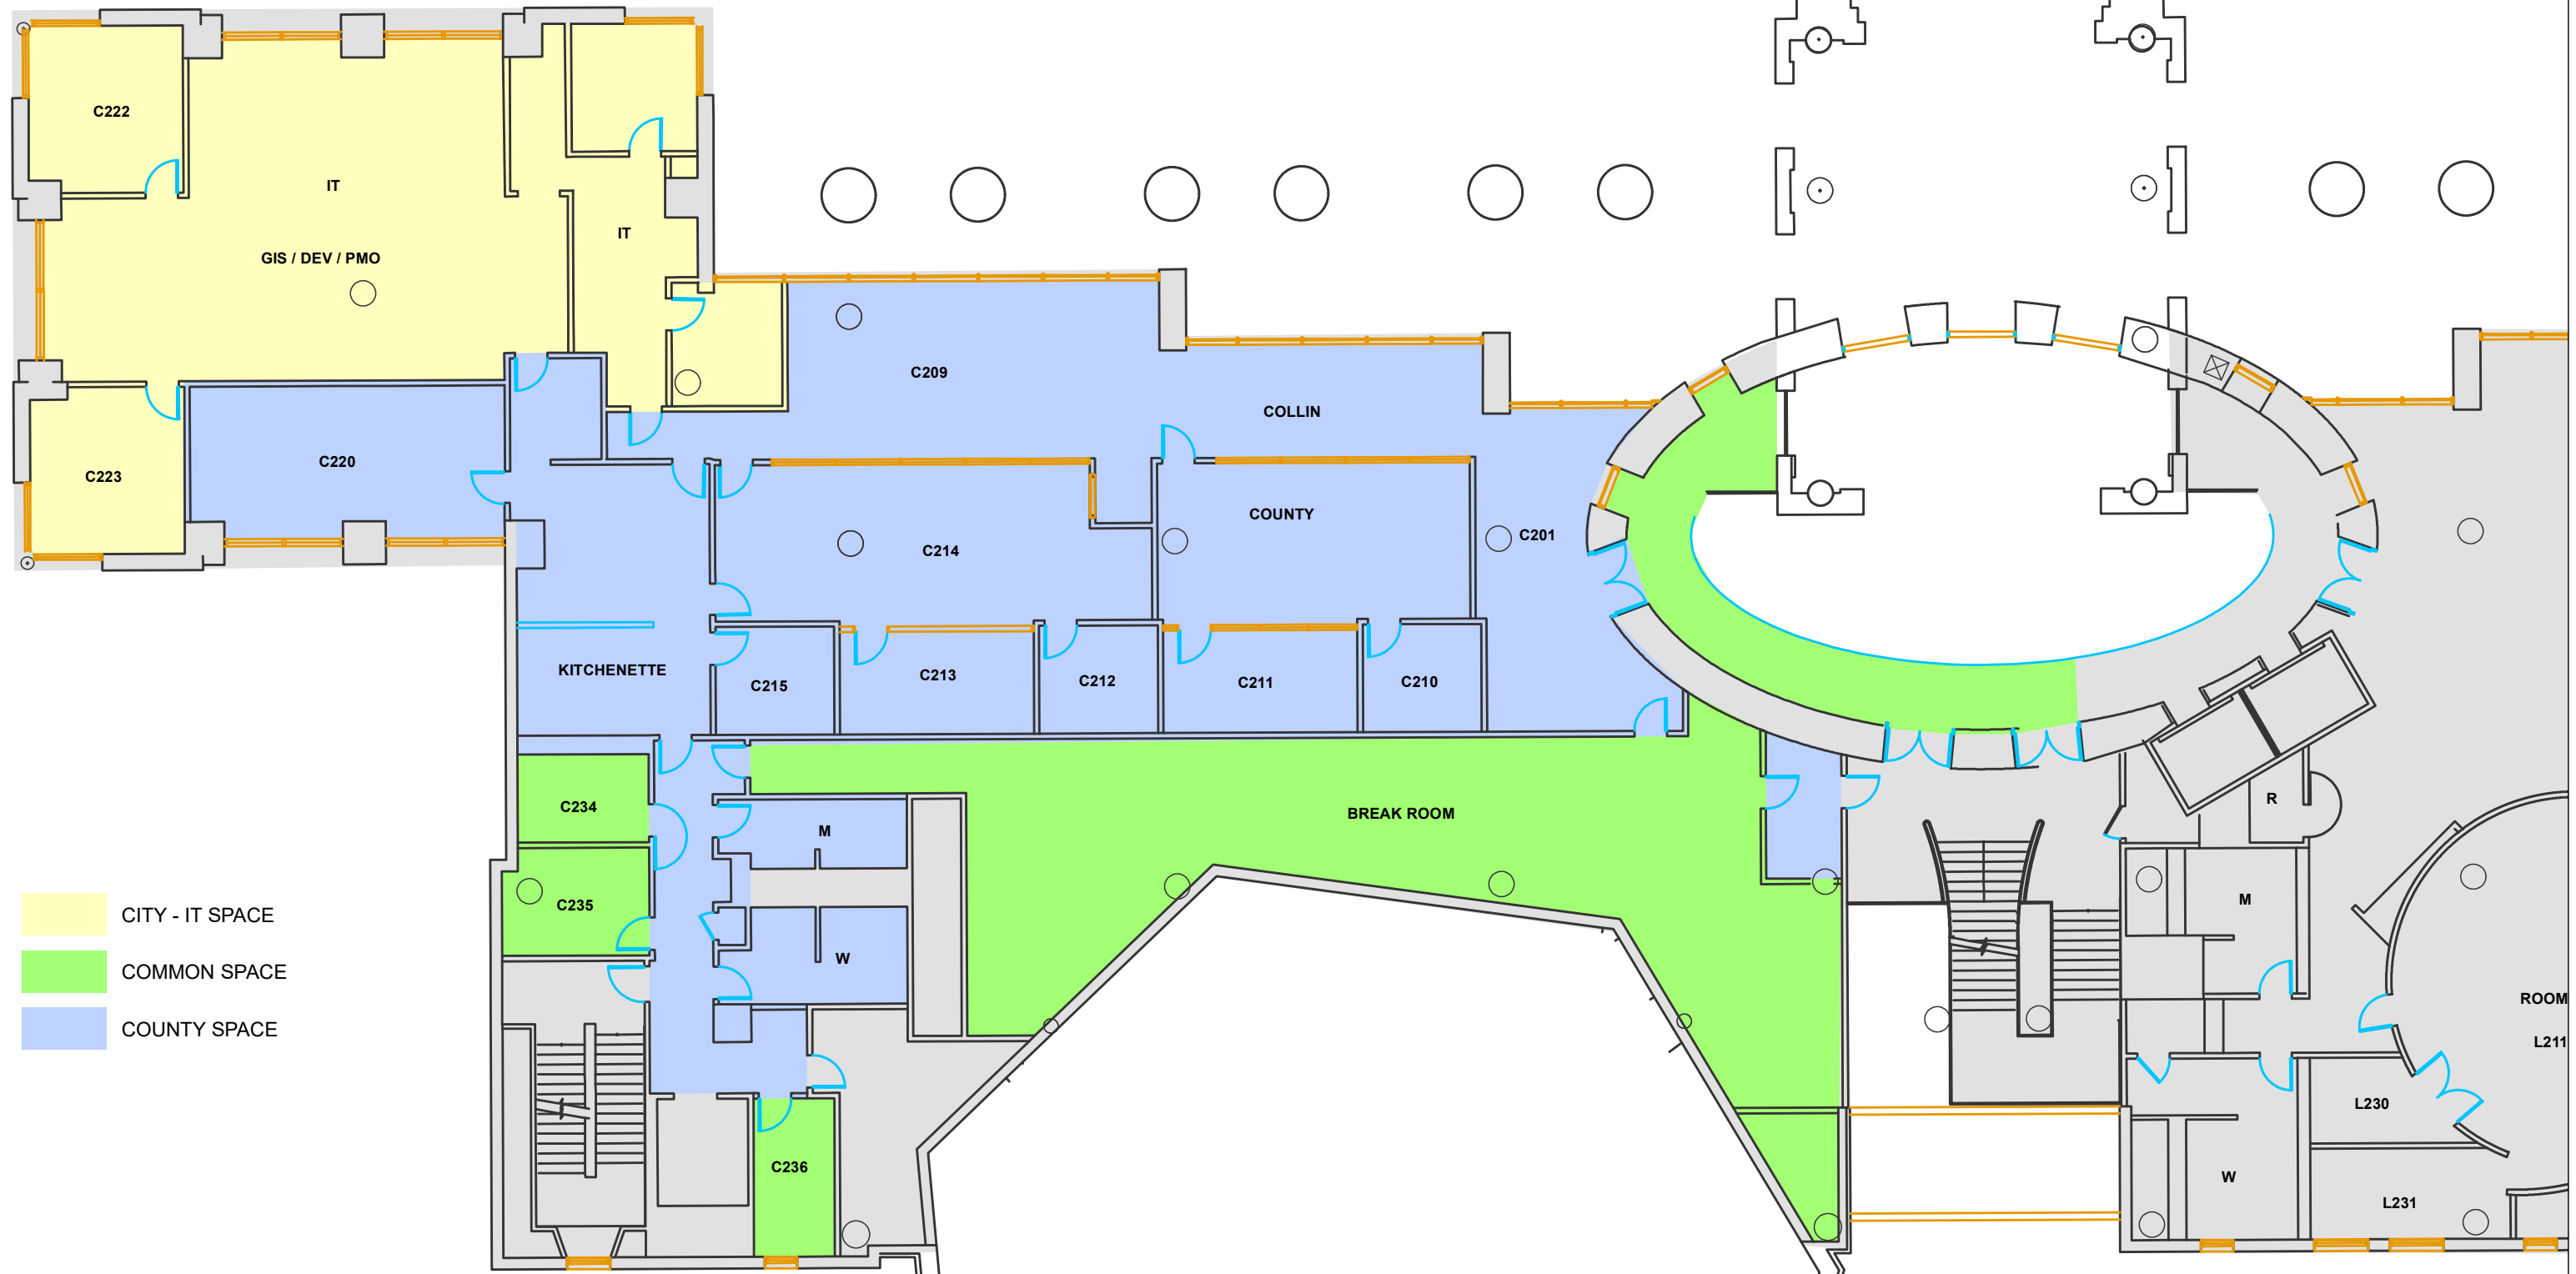 C222
IT
IT
GIS / DEV / PMO
C209
COLLIN
C220
C223
COUNTY
C201
C214
KITCHENETTE
C215
C213
C212
C211
C210
C234
BREAK ROOM
M
R
C235
W
M
CITY - IT SPACE
COMMON SPACE
COUNTY SPACE
ROOM
L211
L230
C236
W
L231